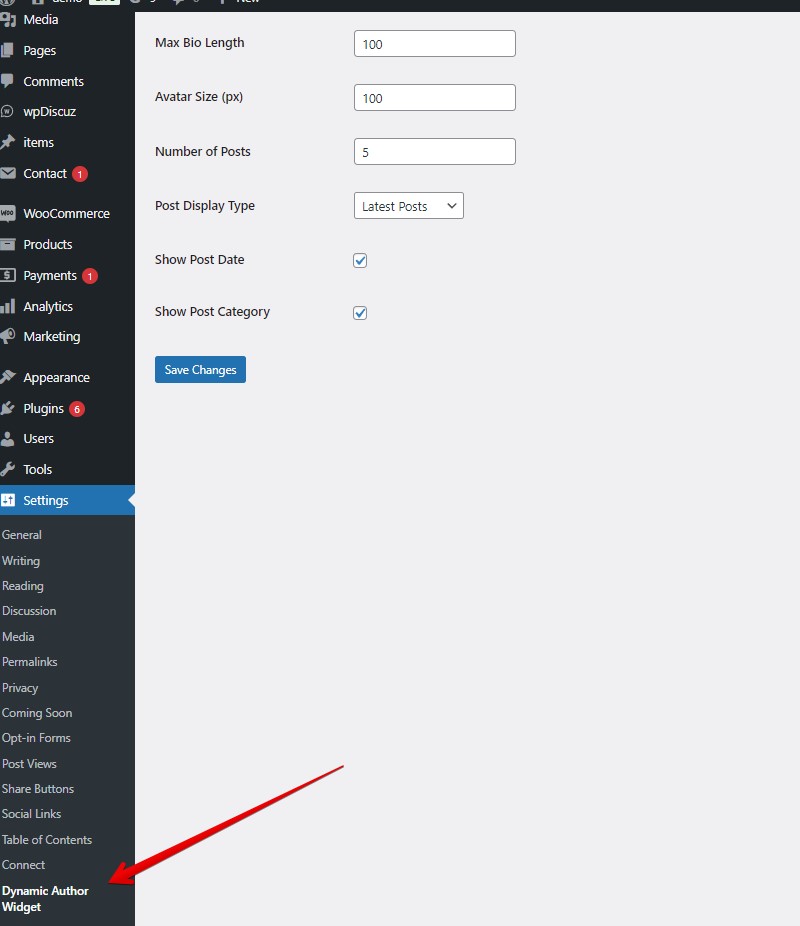 New
Media
Pages
Comments
wpDiscuz
items
Contact 1
WooCommerce
Products
Payments 1
Analytics
Marketing
Appearance
Plugins 6
Users
Tools
Settings
General
Writing
Reading
Discussion
Media
Permalinks
Privacy
Coming Soon
Opt-in Forms
Post Views
Share Buttons
Social Links
Table of Contents
Connect
Dynamic Author
Widget
Max Bio Length
100
Avatar Size (px)
100
Number of Posts
5
Post Display Type
Latest Posts
Show Post Date
Show Post Category
Save Changes